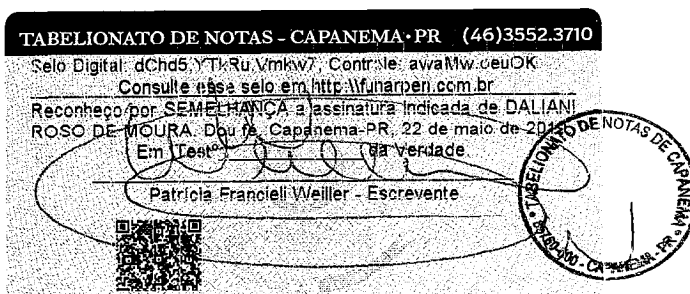 TABELIONATO DE NOTAS - CAPANEMA • PR (46)3552.3710
Selo Digital dChd5.YTkRu.Vmkw7, Controle: awaMw.oeuOK
Consulte esse selo em http:\\funarpen.com.br
Reconheço por SEMELHANÇA a assinatura indicada de DALIANI
ROSO DE MOURA. Dou fé. Capanema-PR, 22 de maio de
Em Testº da Verdade
Patrícia Francieli Weiller - Escrevente
TABELIONATO DE NOTAS DE CAPANEMA
CAPANEMA - PR